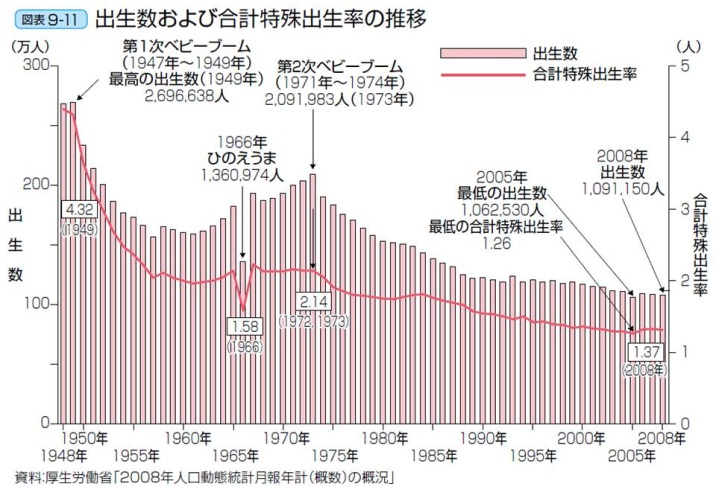 図表9-11 出生数および合計特殊出生率の推移
(万人)
(人)
出生数
合計特殊出生率
第1次ベビーブーム
(1947年〜1949年)
最高の出生数(1949年)
2,696,638人
第2次ベビーブーム
(1971年〜1974年)
2,091,983人(1973年)
1966年
ひのえうま
1,360,974人
2005年
最低の出生数
1,062,530人
最低の合計特殊出生率
1.26
2008年
出生数
1,091,150人
4.32
(1949)
1.58
(1966)
2.14
(1972, 1973)
1.37
(2008年)
300
200
100
0
出生数
5
4
3
2
1
0
合計特殊出生率
1950年 1960年 1970年 1980年 1990年 2000年 2008年
1948年 1955年 1965年 1975年 1985年 1995年 2005年
資料:厚生労働省「2008年人口動態統計月報年計(概数)の概況」